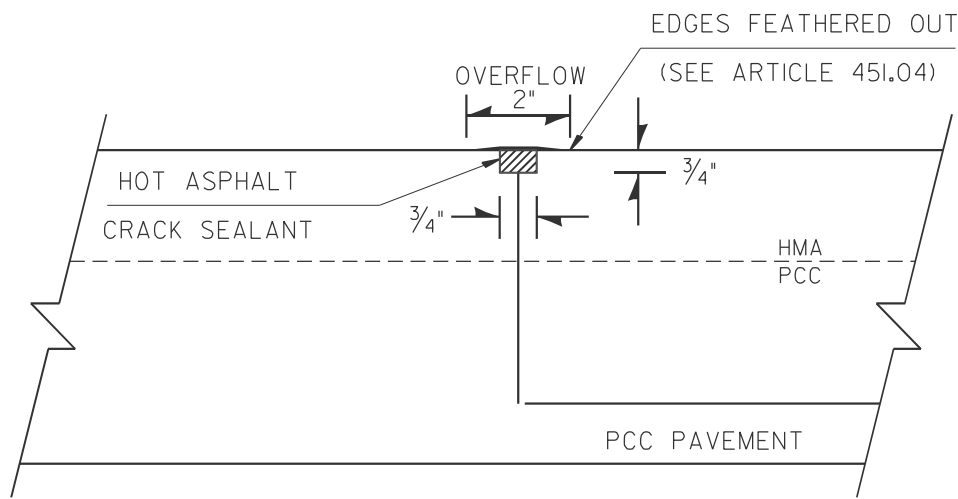 EDGES FEATHERED OUT
(SEE ARTICLE 451.04)
OVERFLOW
2"
3/4"
HOT ASPHALT
CRACK SEALANT
3/4"
HMA
PCC
PCC PAVEMENT